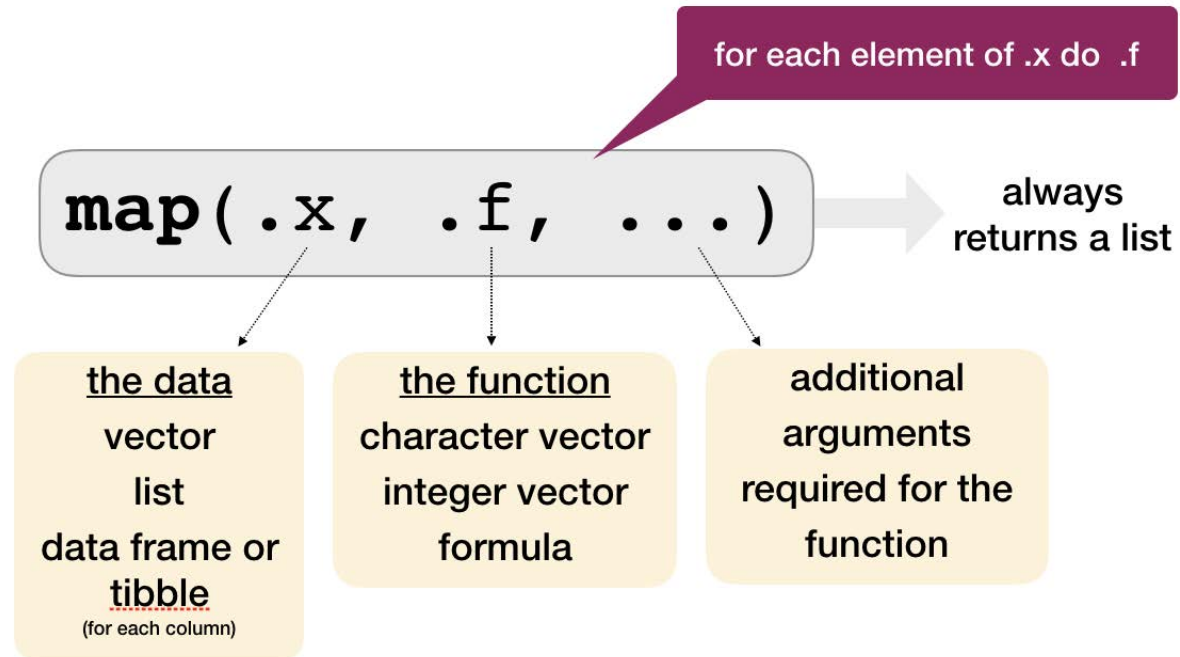 for each element of .x do .f
map(.x, .f, ...)
always
returns a list
the data
vector
list
data frame or
tibble
(for each column)
the function
character vector
integer vector
formula
additional
arguments
required for the
function